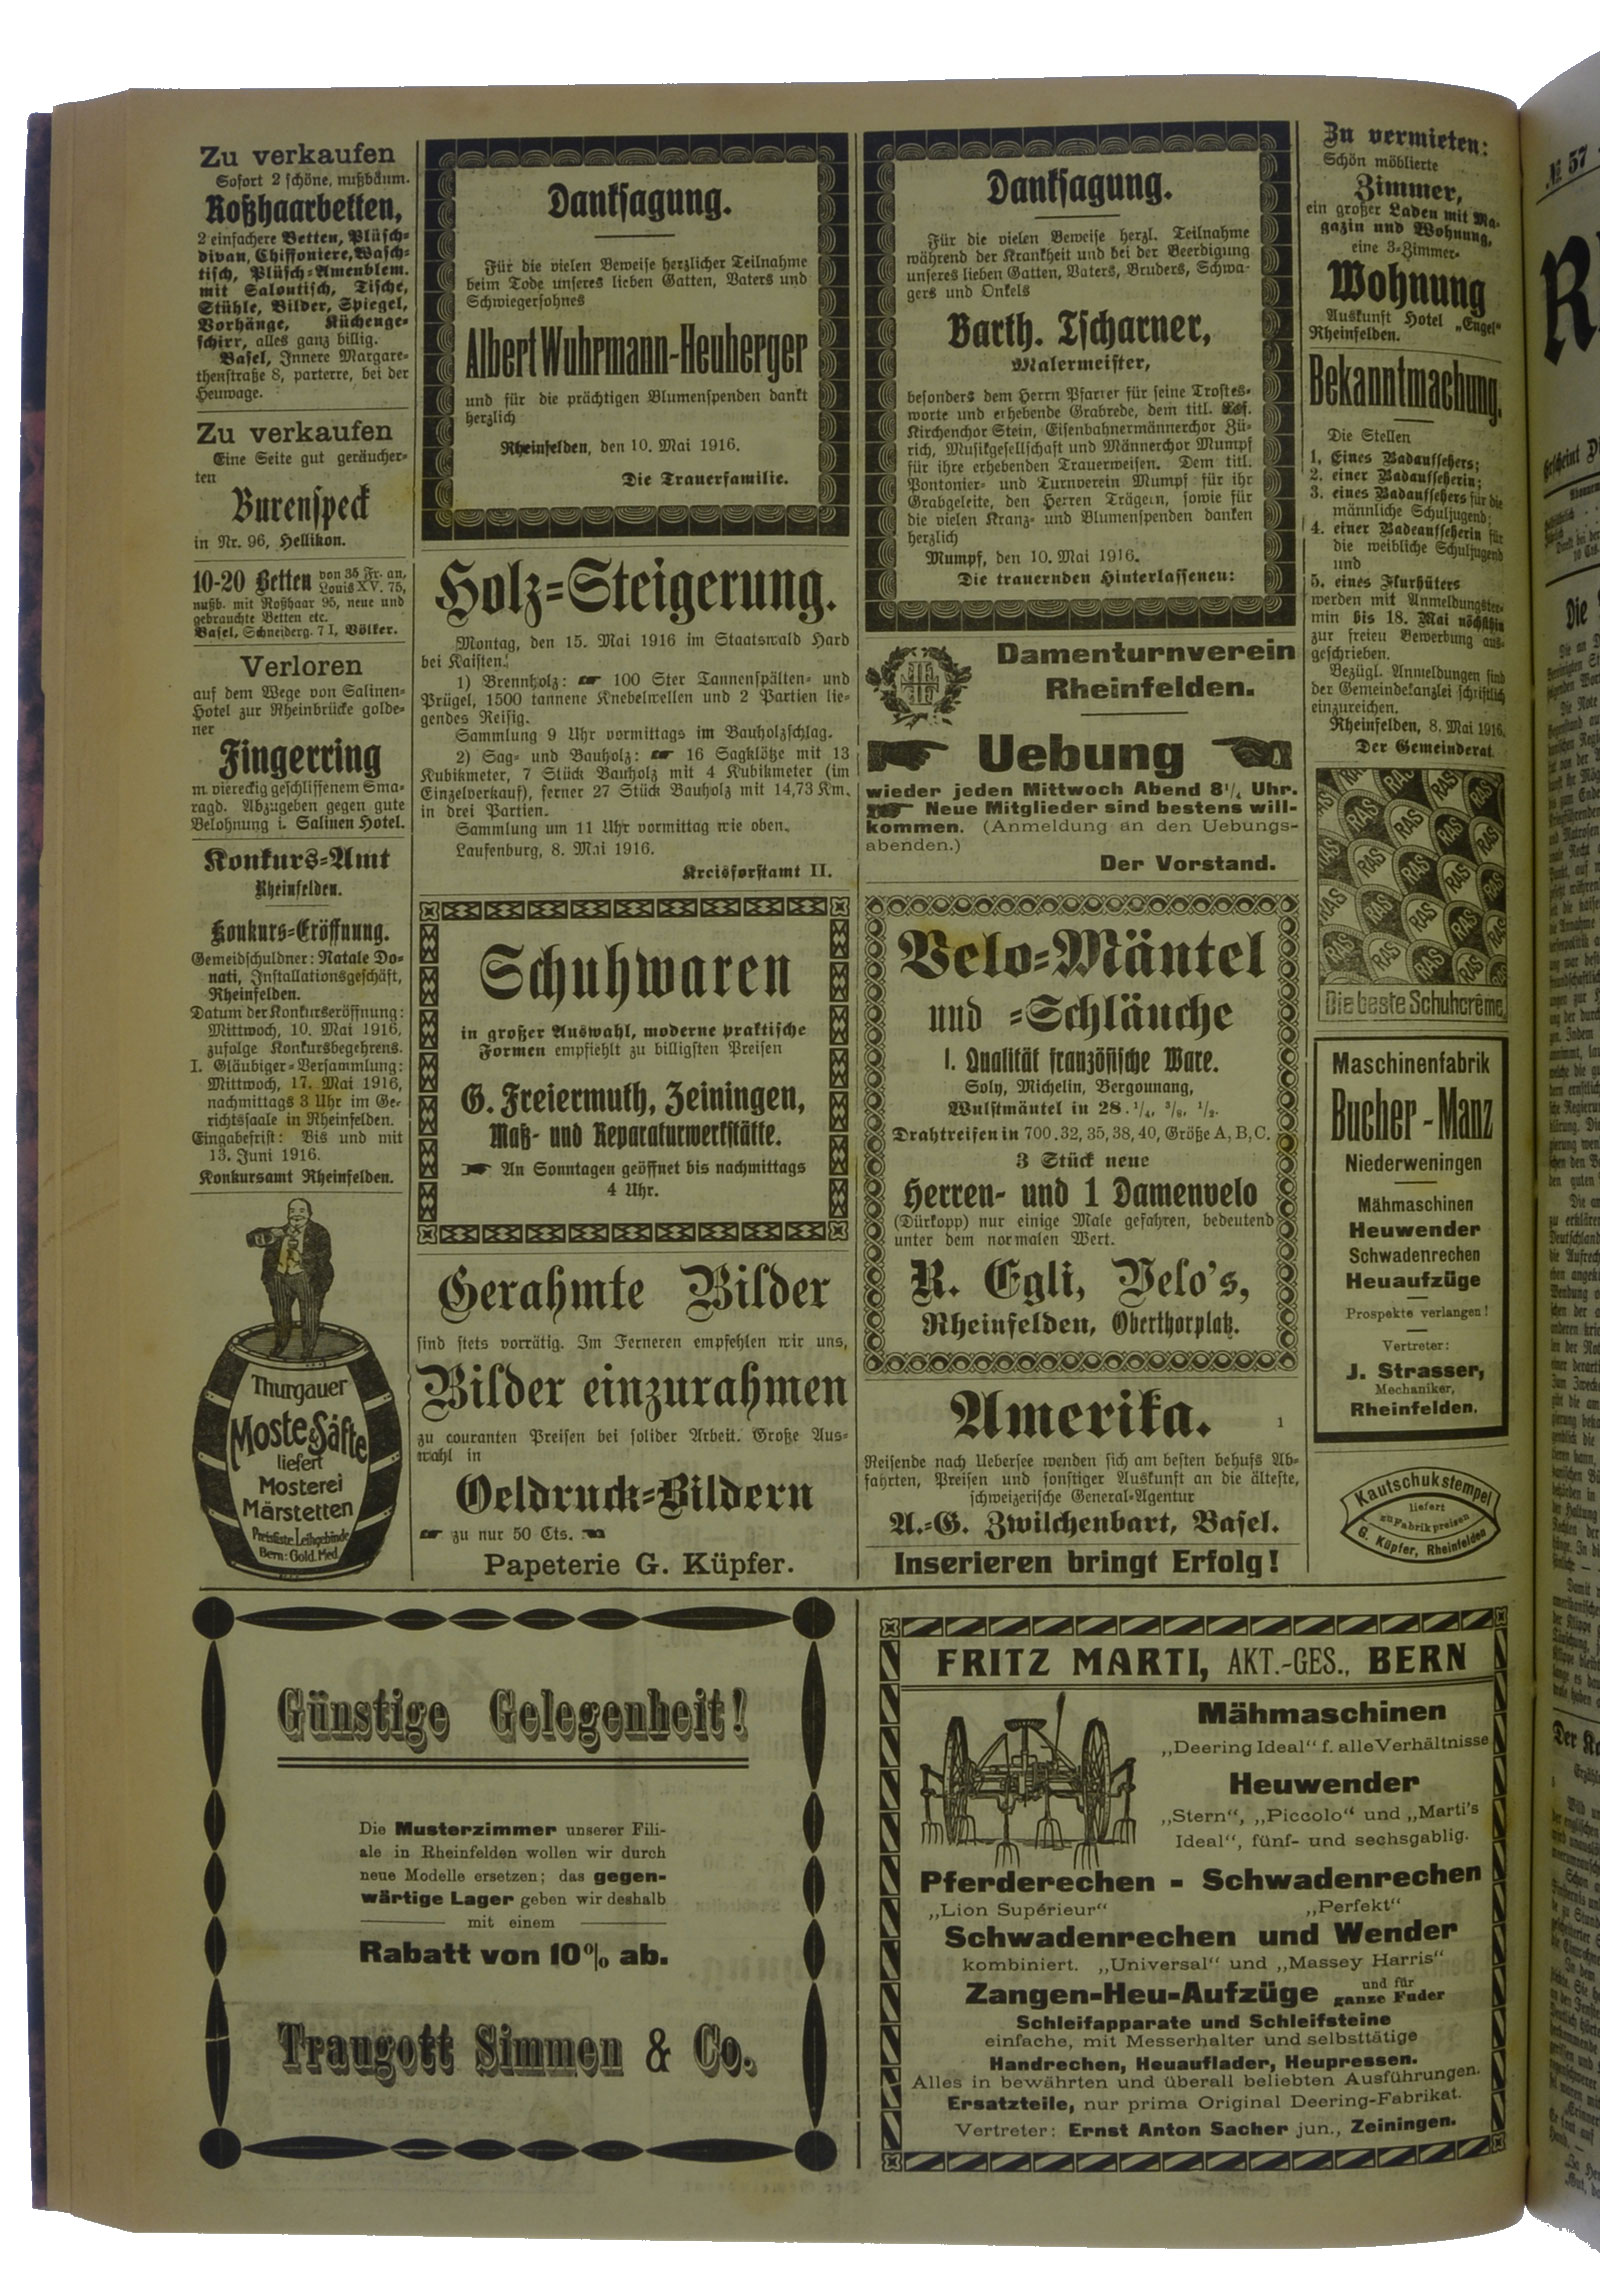 Zu verkaufen
Sofort 2 schöne, nußbaum.
Roßhaarbetten,
2 einfachere Betten, Plüsch-
divan, Chiffoniere, Wasch-
tisch, Plüsch-Ameublem.
mit Salontisch, Tische,
Stühle, Bilder, Spiegel,
Vorhänge, Küchenge-
schirr, alles ganz billig.
Basel, Innere Margare-
thenstraße 8, parterre, bei der
Heuwage.
Zu verkaufen
Eine Seite gut geräucher-
ten
Burenspeck
in Nr. 96, Hellikon.
10-20 Betten von 35 Fr. an,
Louis XV. 75,
nußb. mit Roßhaar 95, neue und
gebrauchte Betten etc.
Basel, Schneiderg. 7 I, Völker.
Verloren
auf dem Wege von Salinen-
Hotel zur Rheinbrücke golde-
ner
Fingerring
m. viereckig geschliffenem Sma-
ragd. Abzugeben gegen gute
Belohnung i. Salinen Hotel.
Konkurs-Amt
Rheinfelden.
Konkurs-Eröffnung.
Gemeidschuldner: Natale Do-
nati, Installationsgeschäft,
Rheinfelden.
Datum der Konkurseröffnung:
Mittwoch, 10. Mai 1916,
zufolge Konkursbegehrens.
I. Gläubiger-Versammlung:
Mittwoch, 17. Mai 1916,
nachmittags 3 Uhr im Ge-
richtssaale in Rheinfelden.
Eingabefrist: Bis und mit
13. Juni 1916.
Konkursamt Rheinfelden.
Thurgauer
Moste & Säfte
liefert
Mosterei
Märstetten
Preisliste Leihgebinde
Bern: Gold. Med.
Danksagung.
Für die vielen Beweise herzlicher Teilnahme
beim Tode unseres lieben Gatten, Vaters und
Schwiegersohnes
Albert Wuhrmann-Heuberger
und für die prächtigen Blumenspenden dankt
herzlich
Rheinfelden, den 10. Mai 1916.
Die Trauerfamilie.
Holz-Steigerung.
Montag, den 15. Mai 1916 im Staatswald Hard
bei Kaisten.
1) Brennholz: ☛ 100 Ster Tannenspälten- und
Prügel, 1500 tannene Knebelwellen und 2 Partien lie-
gendes Reisig.
Sammlung 9 Uhr vormittags im Bauholzschlag.
2) Sag- und Bauholz: ☛ 16 Sagklötze mit 13
Kubikmeter, 7 Stück Bauholz mit 4 Kubikmeter (im
Einzelverkauf), ferner 27 Stück Bauholz mit 14,73 Km.
in drei Partien.
Sammlung um 11 Uhr vormittag wie oben.
Laufenburg, 8. Mai 1916.
Kreisforstamt II.
Schuhwaren
in großer Auswahl, moderne praktische
Formen empfiehlt zu billigsten Preisen
G. Freiermuth, Zeiningen,
Maß- und Reparaturwerkstätte.
☛ An Sonntagen geöffnet bis nachmittags
4 Uhr.
Gerahmte Bilder
sind stets vorrätig. Im Ferneren empfehlen wir uns,
Bilder einzurahmen
zu couranten Preisen bei solider Arbeit. Große Aus-
wahl in
Oeldruck-Bildern
☛ zu nur 50 Cts. ☚
Papeterie G. Küpfer.
Danksagung.
Für die vielen Beweise herzl. Teilnahme
während der Krankheit und bei der Beerdigung
unseres lieben Gatten, Vaters, Bruders, Schwa-
gers und Onkels
Barth. Tscharner,
Malermeister,
besonders dem Herrn Pfarrer für seine Trostes-
worte und erhebende Grabrede, dem titl.
Kirchenchor Stein, Eisenbahnermännerchor Zü-
rich, Musikgesellschaft und Männerchor Mumpf
für ihre erhebenden Trauerweisen. Dem titl.
Pontonier- und Turnverein Mumpf für ihr
Grabgeleite, den Herren Trägern, sowie für
die vielen Kranz- und Blumenspenden danken
herzlich
Mumpf, den 10. Mai 1916.
Die trauernden Hinterlassenen:
Damenturnverein
Rheinfelden.
☛ Uebung ☚
wieder jeden Mittwoch Abend 8¼ Uhr.
☛ Neue Mitglieder sind bestens will-
kommen. (Anmeldung an den Uebungs-
abenden.)
Der Vorstand.
Velo-Mäntel
und -Schläuche
I. Qualität französische Ware.
Soly, Michelin, Bergounang,
Wulstmäntel in 28. 1/4, 3/8, 1/2.
Drahtreifen in 700. 32, 35, 38, 40, Größe A, B, C.
3 Stück neue
Herren- und 1 Damenvelo
(Dürkopp) nur einige Male gefahren, bedeutend
unter dem normalen Wert.
R. Egli, Velo's,
Rheinfelden, Oberthorplatz.
Amerika. 1
Reisende nach Uebersee wenden sich am besten behufs Ab-
fahrten, Preisen und sonstiger Auskunft an die älteste,
schweizerische General-Agentur
A.-G. Zwilchenbart, Basel.
Inserieren bringt Erfolg!
Zu vermieten:
Schön möblierte
Zimmer,
ein großer Laden mit Ma-
gazin und Wohnung,
eine 3-Zimmer-
Wohnung
Auskunft Hotel „Engel“
Rheinfelden.
Bekanntmachung.
Die Stellen
1. Eines Badaufsehers;
2. einer Badaufseherin;
3. eines Badaufsehers für die
männliche Schuljugend;
4. einer Badeaufseherin für
die weibliche Schuljugend
und
5. eines Flurhüters
werden mit Anmeldungster-
min bis 18. Mai nächsthin
zur freien Bewerbung aus-
geschrieben.
Bezügl. Anmeldungen sind
der Gemeindekanzlei schriftlich
einzureichen.
Rheinfelden, 8. Mai 1916.
Der Gemeinderat
RAS
Die beste Schuhcrême
Maschinenfabrik
Bucher-Manz
Niederweningen
Mähmaschinen
Heuwender
Schwadenrechen
Heuaufzüge
Prospekte verlangen!
Vertreter:
J. Strasser,
Mechaniker,
Rheinfelden.
Kautschukstempel
liefert
zu Fabrikpreisen
G. Küpfer, Rheinfelden
Günstige Gelegenheit!
Die Musterzimmer unserer Fili-
ale in Rheinfelden wollen wir durch
neue Modelle ersetzen; das gegen-
wärtige Lager geben wir deshalb
mit einem
Rabatt von 10% ab.
Traugott Simmen & Co.
FRITZ MARTI, AKT.-GES., BERN
Mähmaschinen
„Deering Ideal“ f. alle Verhältnisse
Heuwender
„Stern“, „Piccolo“ und „Marti's
Ideal“, fünf- und sechsgablig.
Pferderechen - Schwadenrechen
„Lion Supérieur“ „Perfekt“
Schwadenrechen und Wender
kombiniert. „Universal“ und „Massey Harris“
Zangen-Heu-Aufzüge und für
ganze Fuder
Schleifapparate und Schleifsteine
einfache, mit Messerhalter und selbsttätige
Handrechen, Heuauflader, Heupressen.
Alles in bewährten und überall beliebten Ausführungen.
Ersatzteile, nur prima Original Deering-Fabrikat.
Vertreter: Ernst Anton Sacher jun., Zeiningen.
№ 57